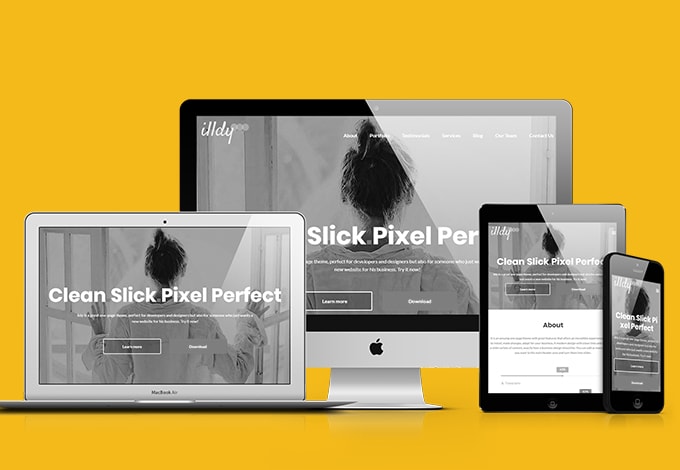 illdy
About Portfolio Testimonials Services Blog Our Team Contact Us
Slick Pixel Per
page theme, perfect for developers and designers but also for someone who just w
new website for his business. Try it now!
Learn more Download
Clean Slick Pixel Perfect
illdy is a great one-page theme, perfect for developers and designers but also for someone who just wants a
new website for his business. Try it now!
Learn more Download
MacBook Air
illdy
Clean Slick Pixel Perfect
Learn more Download
About
illdy
Clean Slick Pi
xel Perfect
Learn more
Download